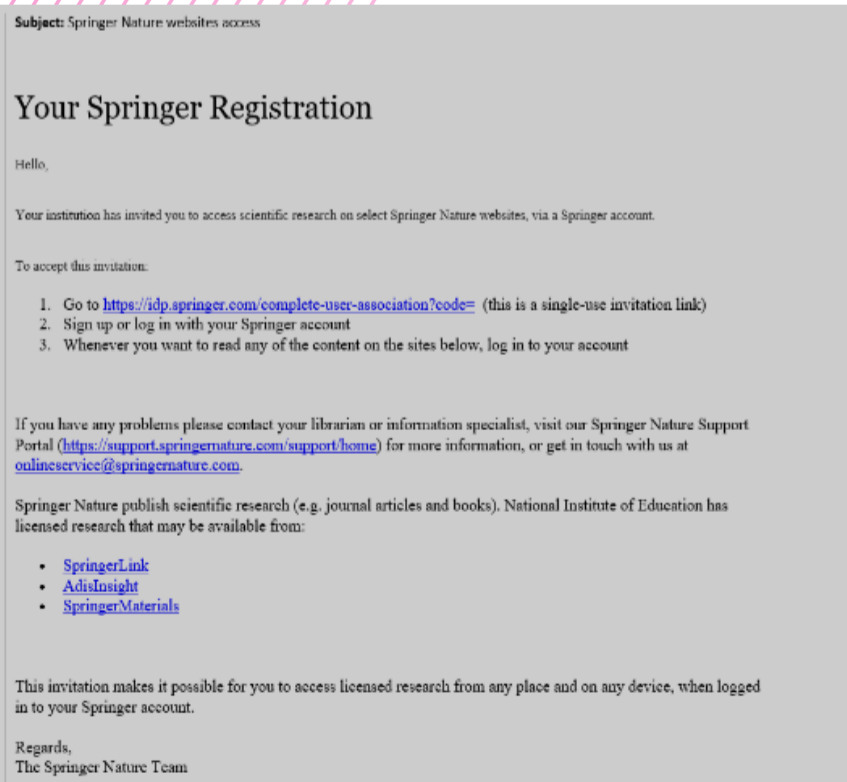 Subject: Springer Nature websites access
Your Springer Registration
Hello,
Your institution has invited you to access scientific research on select Springer Nature websites, via a Springer account.
To accept this invitation:
1. Go to https://idp.springer.com/complete-user-association?code= (this is a single-use invitation link)
2. Sign up or log in with your Springer account
3. Whenever you want to read any of the content on the sites below, log in to your account
If you have any problems please contact your librarian or information specialist, visit our Springer Nature Support
Portal (https://support.springernature.com/support/home) for more information, or get in touch with us at
onlineservice@springernature.com.
Springer Nature publish scientific research (e.g. journal articles and books). National Institute of Education has
licensed research that may be available from:
• SpringerLink
• AdisInsight
• SpringerMaterials
This invitation makes it possible for you to access licensed research from any place and on any device, when logged
in to your Springer account.
Regards,
The Springer Nature Team